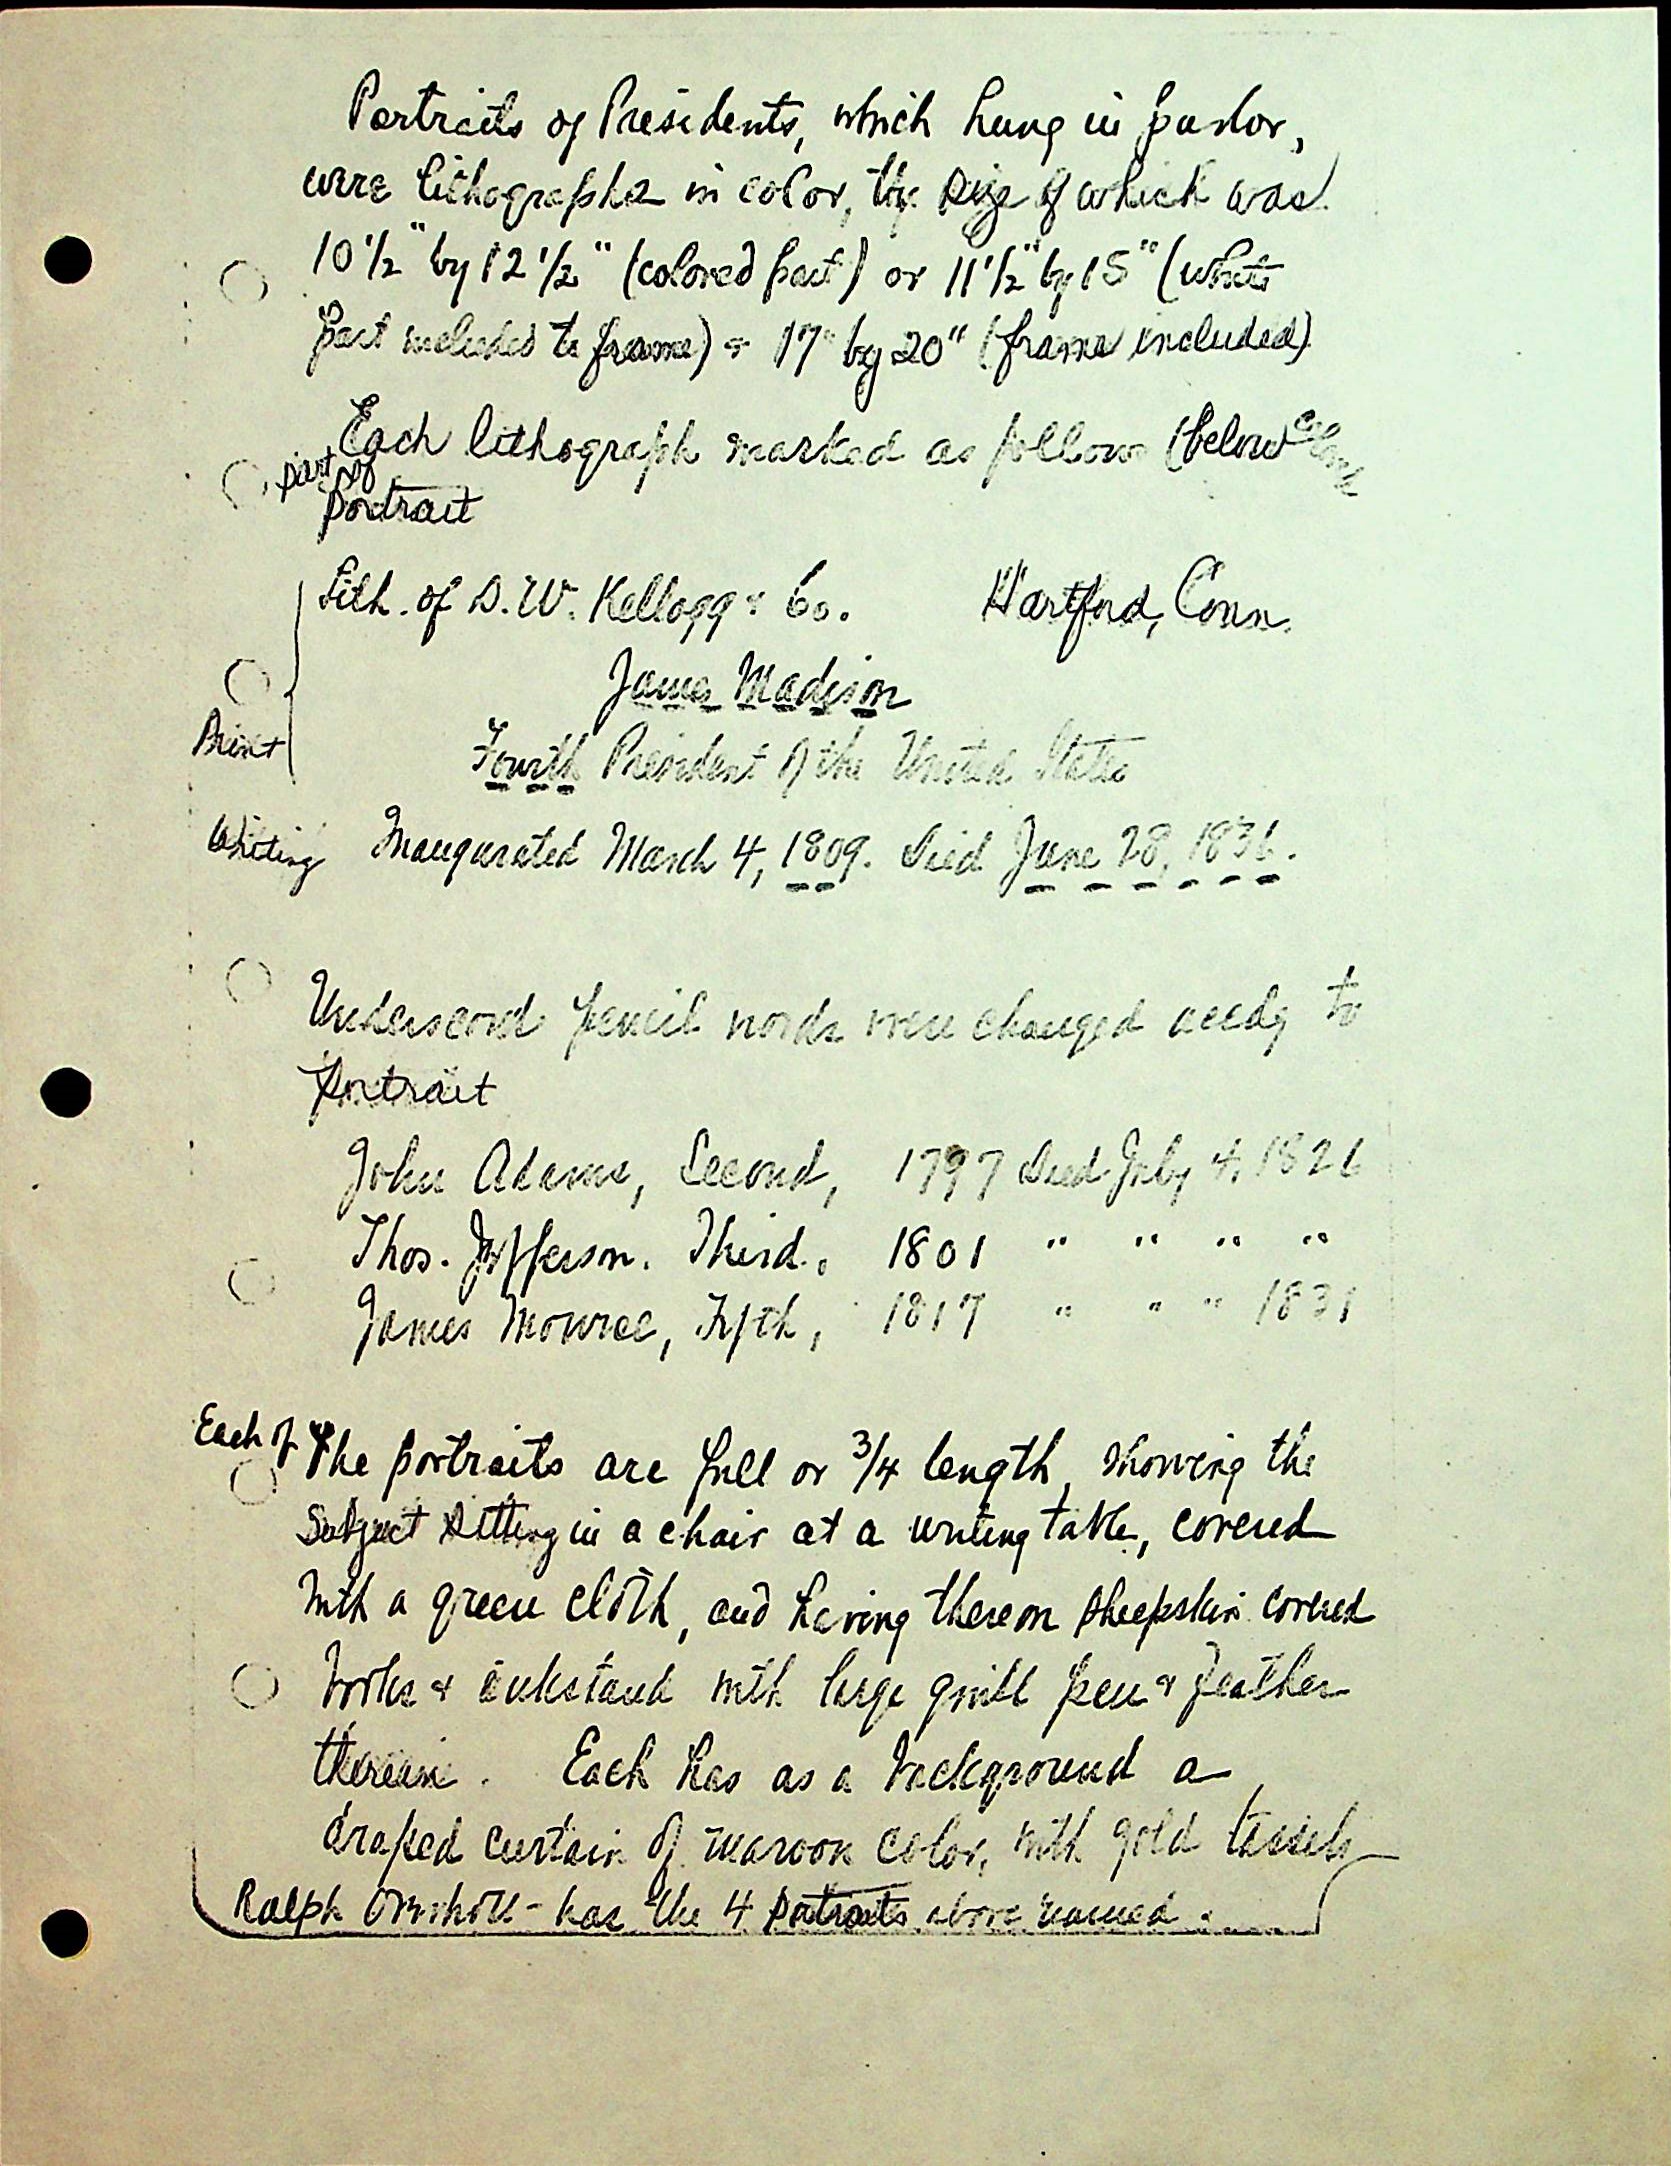 Portraits of Presidents, which hung in parlor,
were lithographs in color, the size of which was
10 1/2" by 12 1/2" (colored part) or 11 1/2" by 15" (white
part included to frame) & 17" by 20" (frame included)
Each lithograph marked as follows (below color
part of
portrait
Lith. of D. W. Kellogg & Co. Hartford, Conn.
James Madison
Print
Fourth President of the United States
Writing Inaugurated March 4, 1809. Died June 28, 1836.
Underscored pencil words were changed accdg to
portrait
John Adams, Second, 1797 Died July 4, 1826
Thos. Jefferson. Third, 1801 " " " "
James Monroe, Fifth, 1817 " " " 1831
Each of the portraits are full or 3/4 length, showing the
subject sitting in a chair at a writing table, covered
with a green cloth, and having thereon sheepskin covered
books & inkstand with large quill pen & feather
therein. Each has as a background a
draped curtain of maroon color, with gold tassels
Ralph - has the 4 portraits above named.